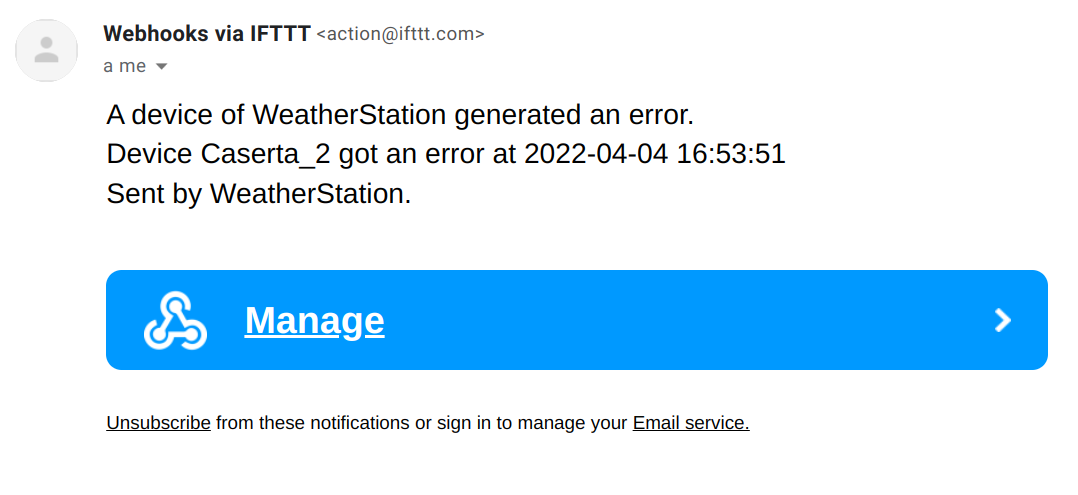 Webhooks via IFTTT <action@ifttt.com>
a me
A device of WeatherStation generated an error.
Device Caserta_2 got an error at 2022-04-04 16:53:51
Sent by WeatherStation.
Manage
Unsubscribe from these notifications or sign in to manage your Email service.